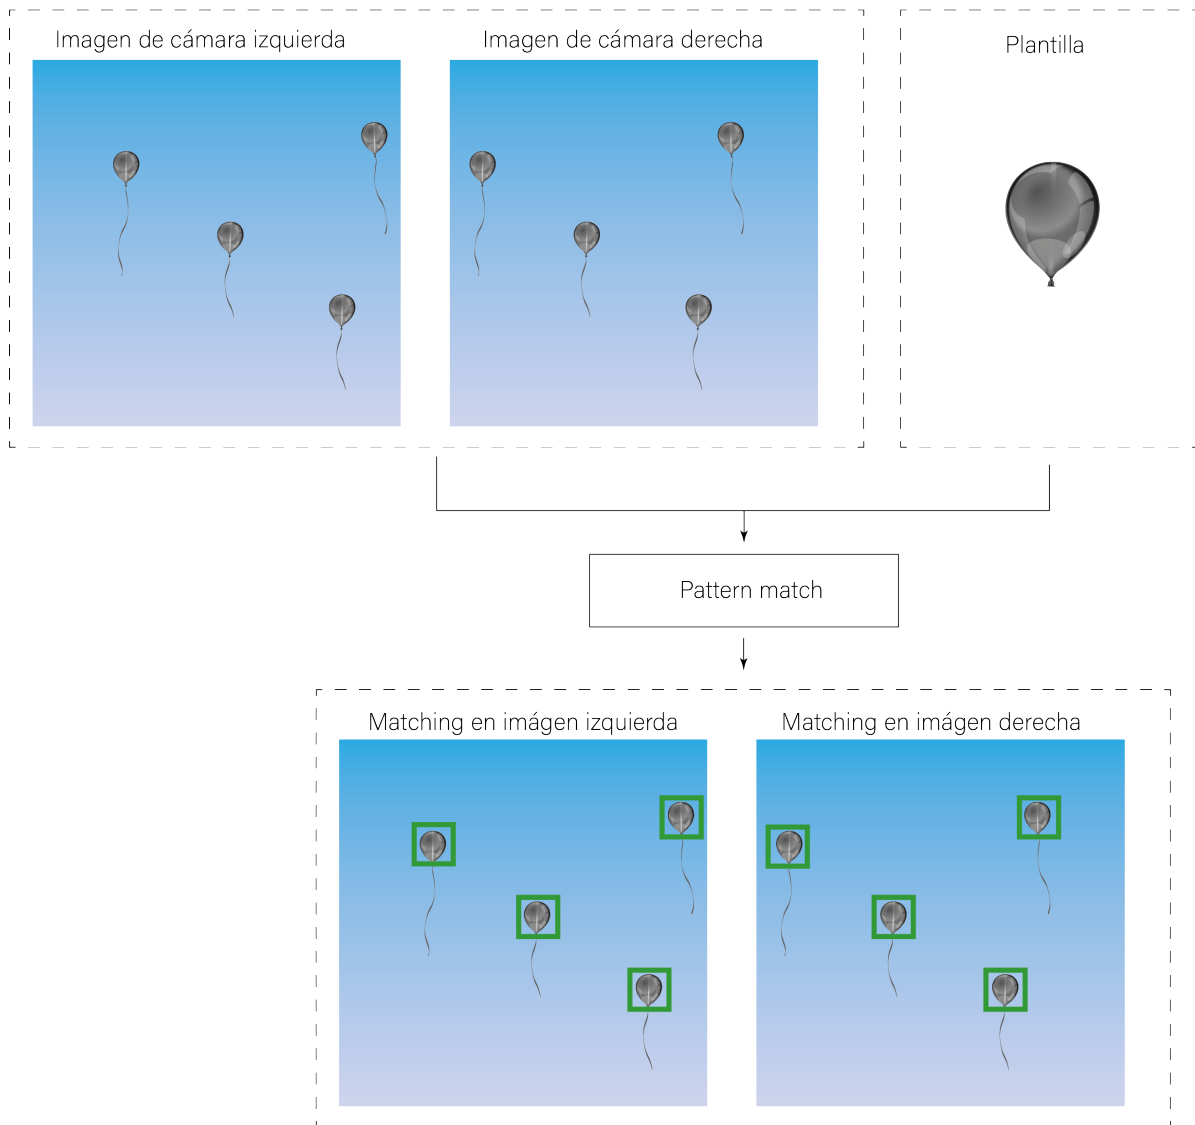 Imagen de cámara izquierda
Imagen de cámara derecha
Plantilla
Pattern match
Matching en imágen izquierda
Matching en imágen derecha